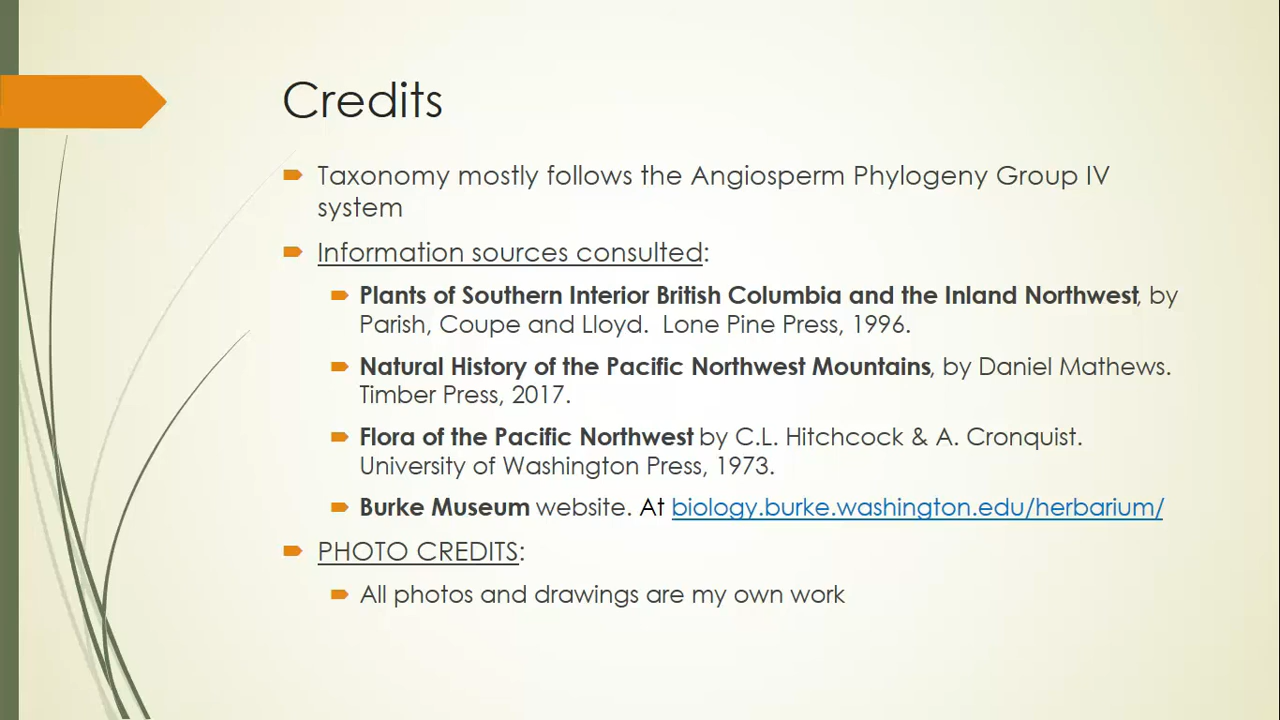 Credits
Taxonomy mostly follows the Angiosperm Phylogeny Group IV
system
Information sources consulted:
Plants of Southern Interior British Columbia and the Inland Northwest, by
Parish, Coupe and Lloyd. Lone Pine Press, 1996.
Natural History of the Pacific Northwest Mountains, by Daniel Mathews.
Timber Press, 2017.
Flora of the Pacific Northwest by C.L. Hitchcock & A. Cronquist.
University of Washington Press, 1973.
Burke Museum website. At biology.burke.washington.edu/herbarium/
PHOTO CREDITS:
All photos and drawings are my own work